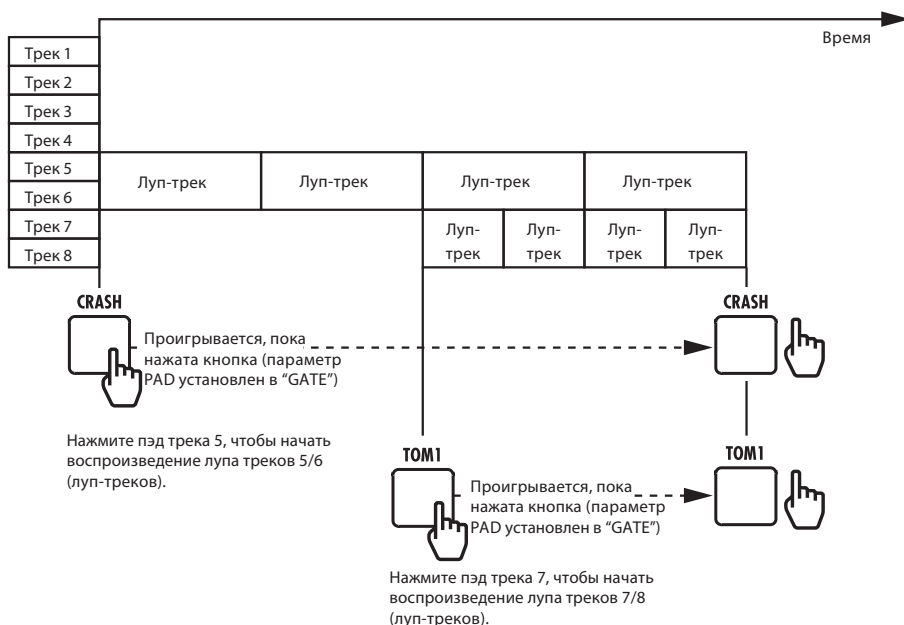 Время
Трек 1
Трек 2
Трек 3
Трек 4
Трек 5
Трек 6
Трек 7
Трек 8
Луп-трек
Луп-трек
Луп-трек
Луп-трек
Луп-
трек
Луп-
трек
Луп-
трек
Луп-
трек
CRASH
Проигрывается, пока
нажата кнопка (параметр
PAD установлен в “GATE”)
CRASH
Нажмите пэд трека 5, чтобы начать
воспроизведение лупа треков 5/6
(луп-треков).
TOM1
Проигрывается, пока
нажата кнопка (параметр
PAD установлен в “GATE”)
TOM1
Нажмите пэд трека 7, чтобы начать
воспроизведение лупа треков 7/8
(луп-треков).